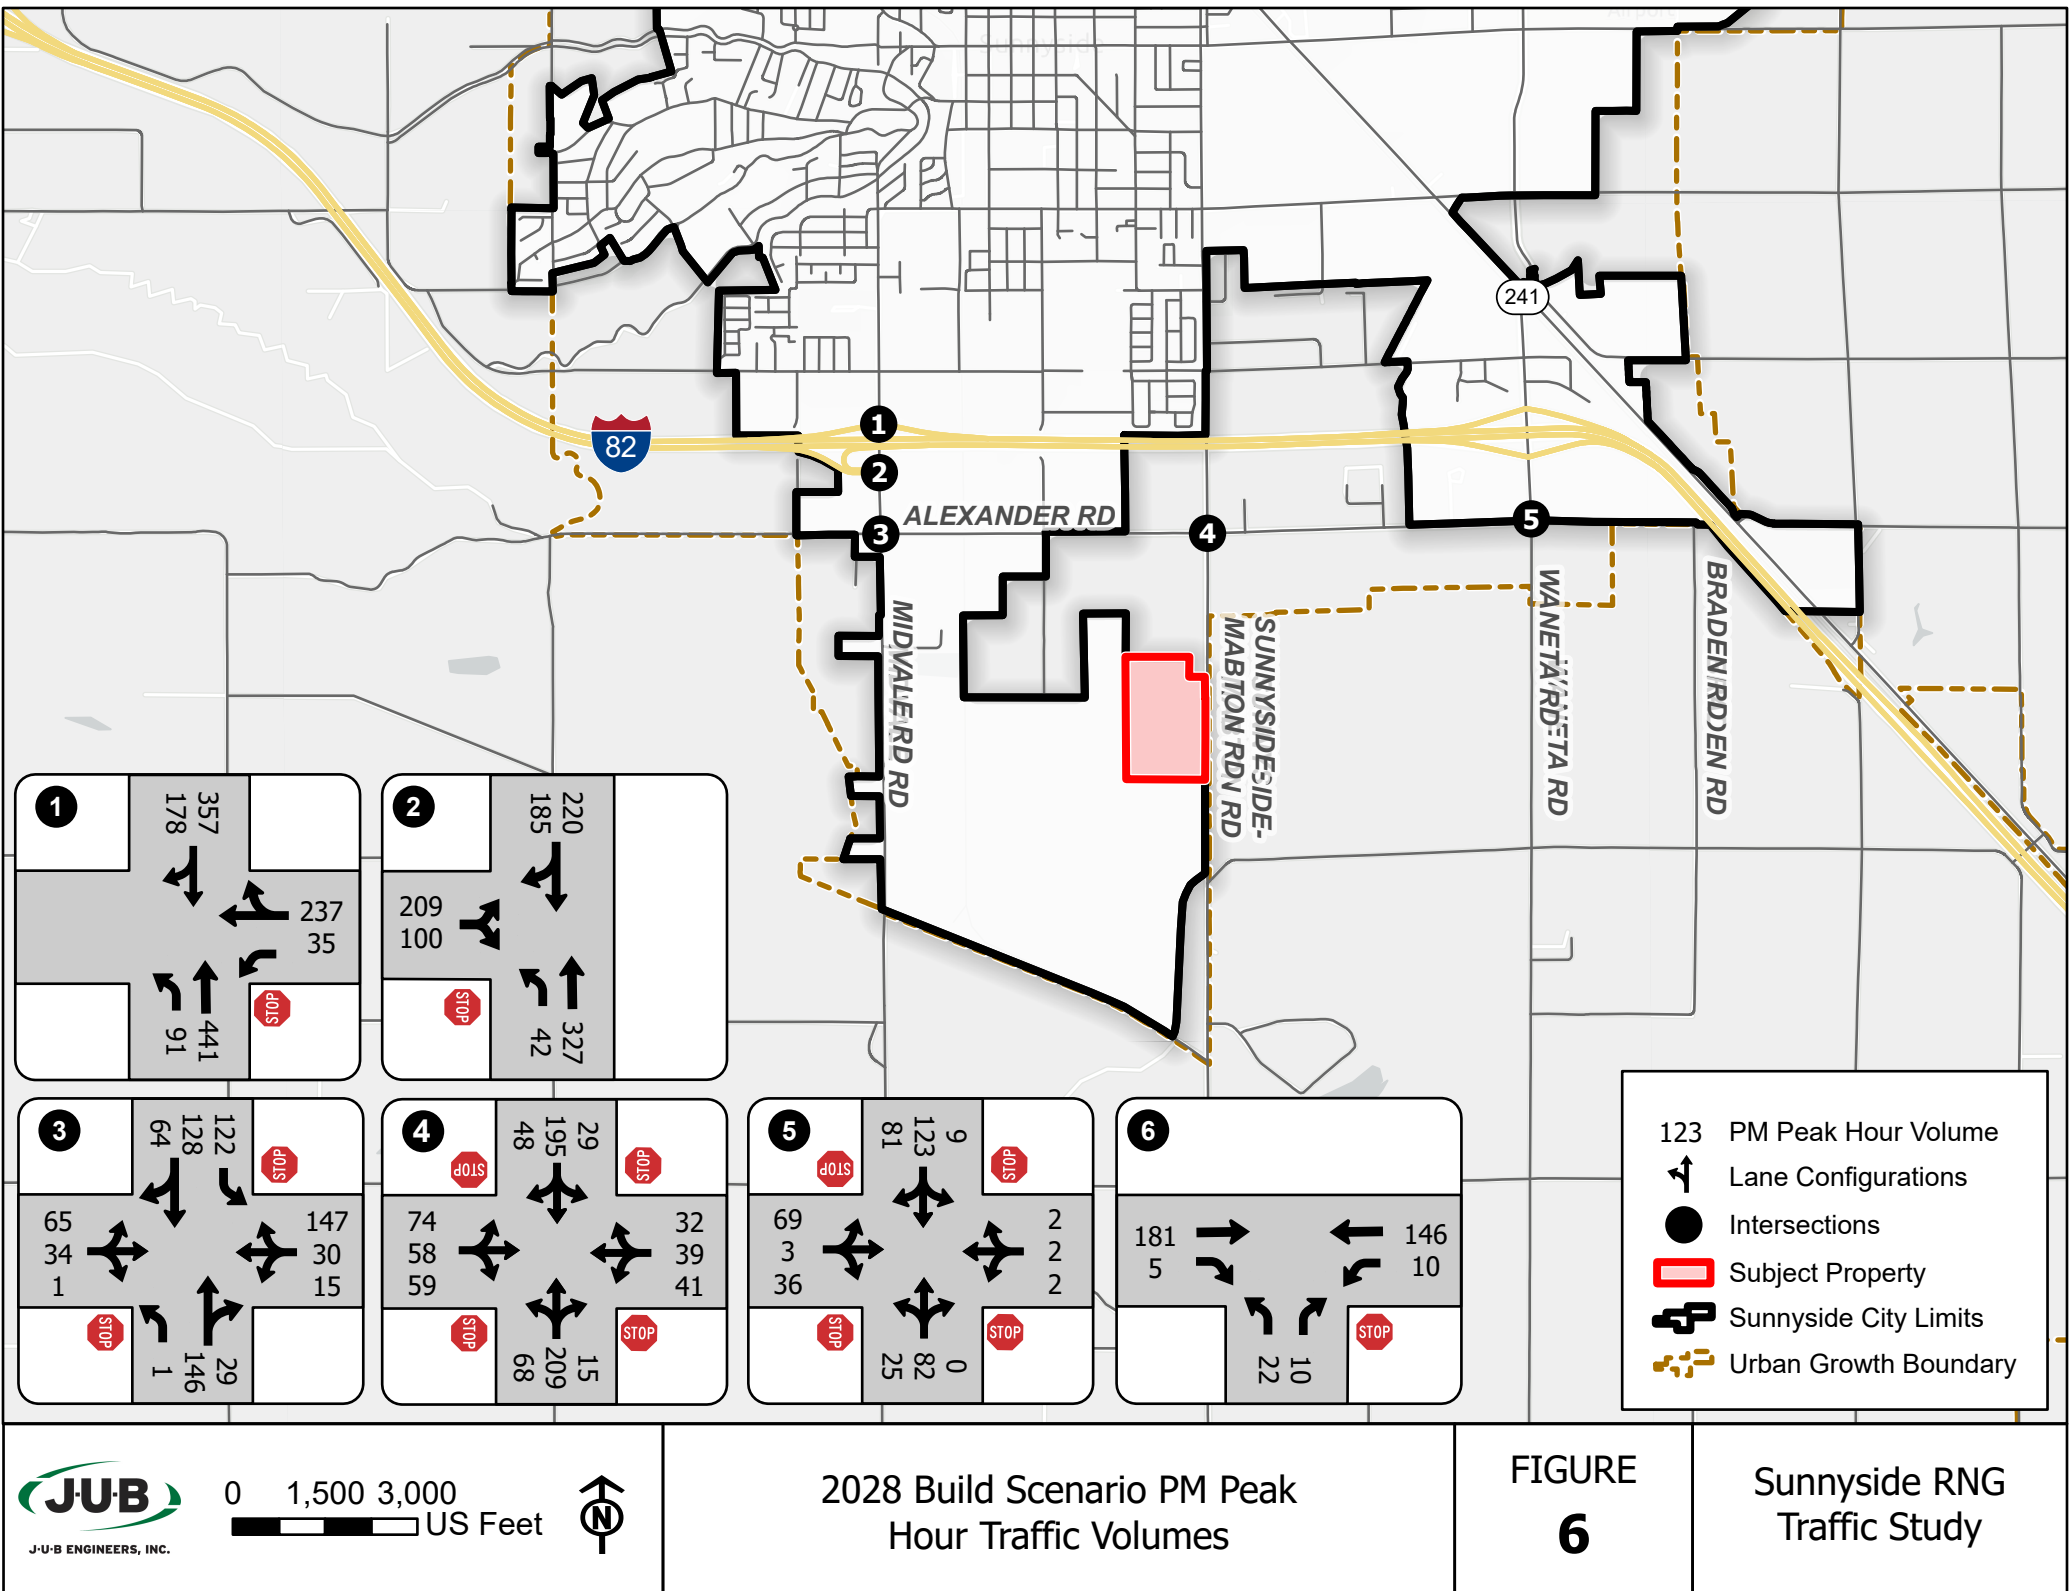 Sunnyside
Airport
241
82
1
2
ALEXANDER RD
3
4
5
MIDVALE RD
SUNNYSIDE-
MABTON RD
WANETA RD
BRADEN RD
1
178
357
237
35
91
441
STOP
2
185
220
209
100
42
327
STOP
3
64
128
122
STOP
65
34
1
147
30
15
STOP
1
146
29
4
48
195
29
STOP
STOP
74
58
59
32
39
41
STOP
STOP
68
209
15
5
81
123
9
STOP
STOP
69
3
36
2
2
2
STOP
STOP
25
82
0
6
181
5
146
10
22
10
STOP
123 PM Peak Hour Volume
Lane Configurations
Intersections
Subject Property
Sunnyside City Limits
Urban Growth Boundary
J·U·B
J·U·B ENGINEERS, INC.
0 1,500 3,000
US Feet
N
2028 Build Scenario PM Peak
Hour Traffic Volumes
FIGURE
6
Sunnyside RNG
Traffic Study